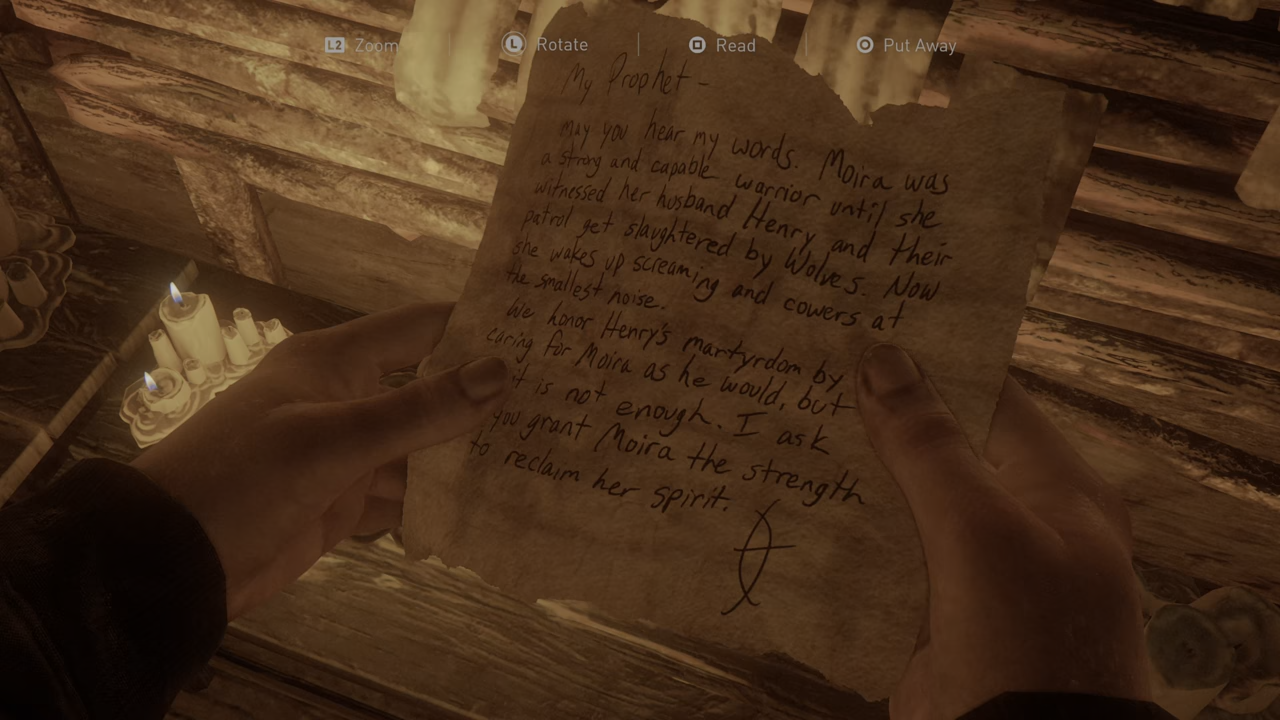 L2 Zoom L Rotate Read Put Away
My Prophet -
May you hear my words. Moira was
a strong and capable warrior until she
witnessed her husband Henry and their
patrol get slaughtered by Wolves. Now
she wakes up screaming and cowers at
the smallest noise.
We honor Henry's martyrdom by
caring for Moira as he would, but
it is not enough. I ask
you grant Moira the strength
to reclaim her spirit.